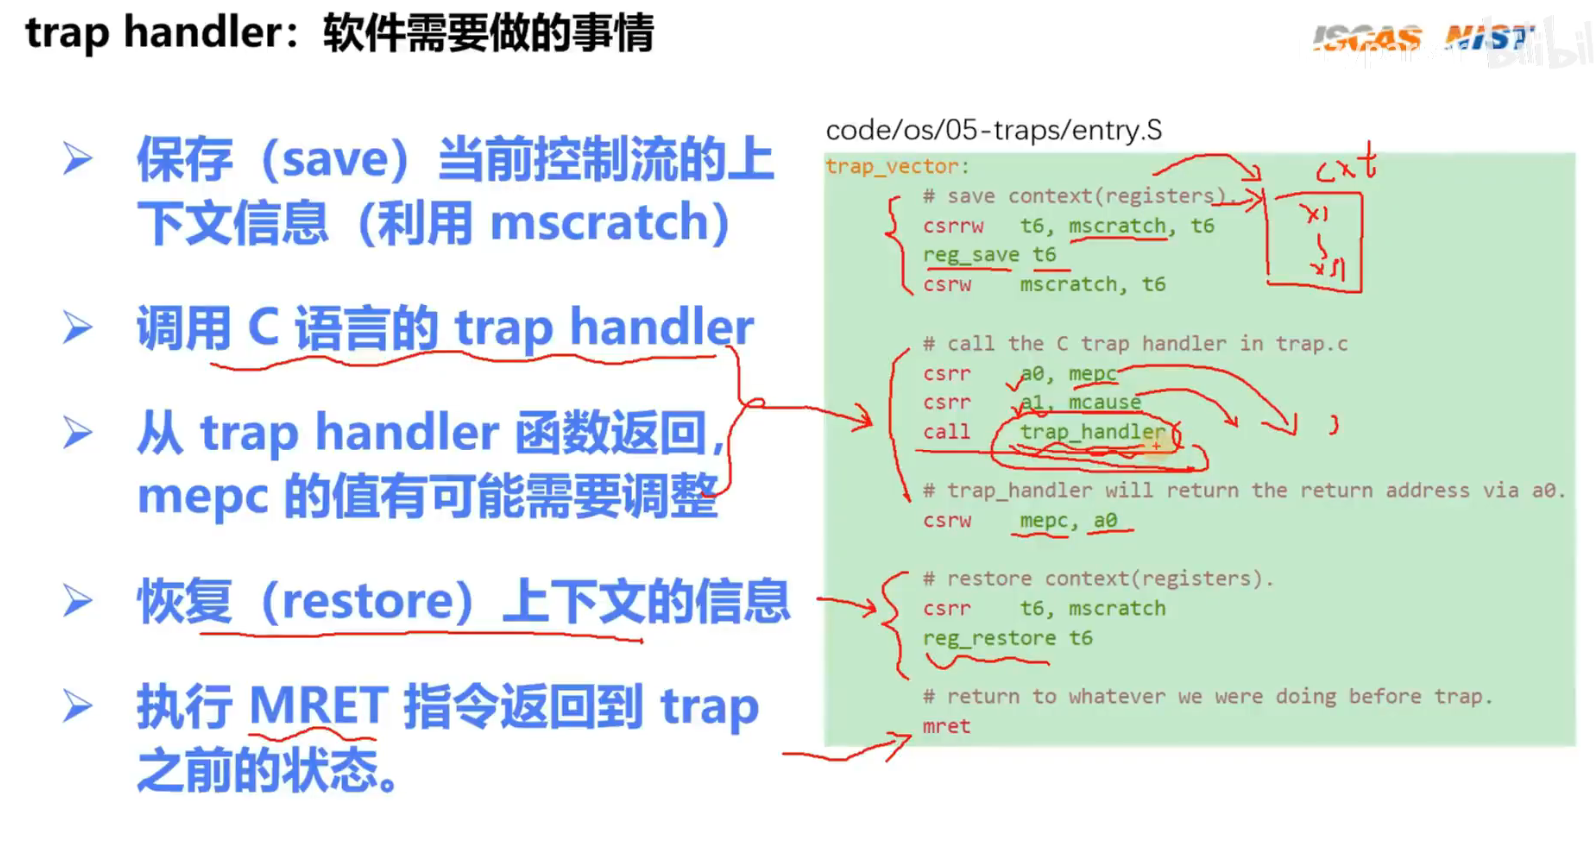 trap handler：软件需要做的事情
ISCAS NIST
保存（save）当前控制流的上
下文信息（利用 mscratch）
调用 C 语言的 trap handler
从 trap handler 函数返回，
mepc 的值有可能需要调整
恢复（restore）上下文的信息
执行 MRET 指令返回到 trap
之前的状态。
code/os/05-traps/entry.S
trap_vector:
# save context(registers).
csrrw t6, mscratch, t6
reg_save t6
csrw mscratch, t6
# call the C trap handler in trap.c
csrr a0, mepc
csrr a1, mcause
call trap_handler
# trap_handler will return the return address via a0.
csrw mepc, a0
# restore context(registers).
csrr t6, mscratch
reg_restore t6
# return to whatever we were doing before trap.
mret
cxt
x1
x31